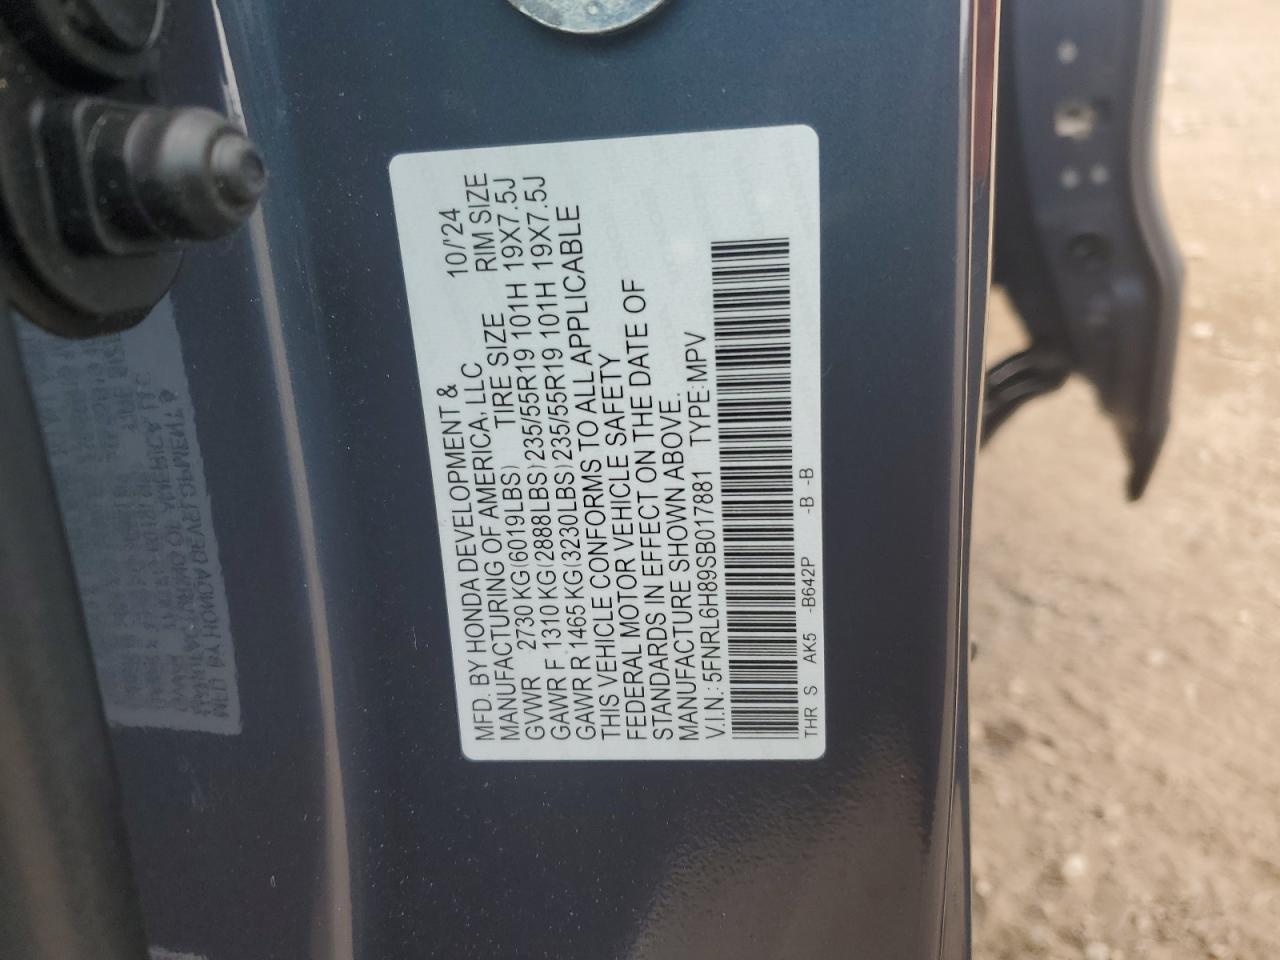 MFD. BY HONDA DEVELOPMENT & 10/'24
MANUFACTURING OF AMERICA, LLC
TIRE SIZE RIM SIZE
GVWR 2730 KG(6019LBS)
GAWR F 1310 KG(2888LBS)235/55R19 101H 19X7.5J
GAWR R 1465 KG(3230LBS)235/55R19 101H 19X7.5J
THIS VEHICLE CONFORMS TO ALL APPLICABLE
FEDERAL MOTOR VEHICLE SAFETY
STANDARDS IN EFFECT ON THE DATE OF
MANUFACTURE SHOWN ABOVE.
V.I.N.: 5FNRL6H89SB017881 TYPE: MPV
THR S AK5 -B642P -B -B